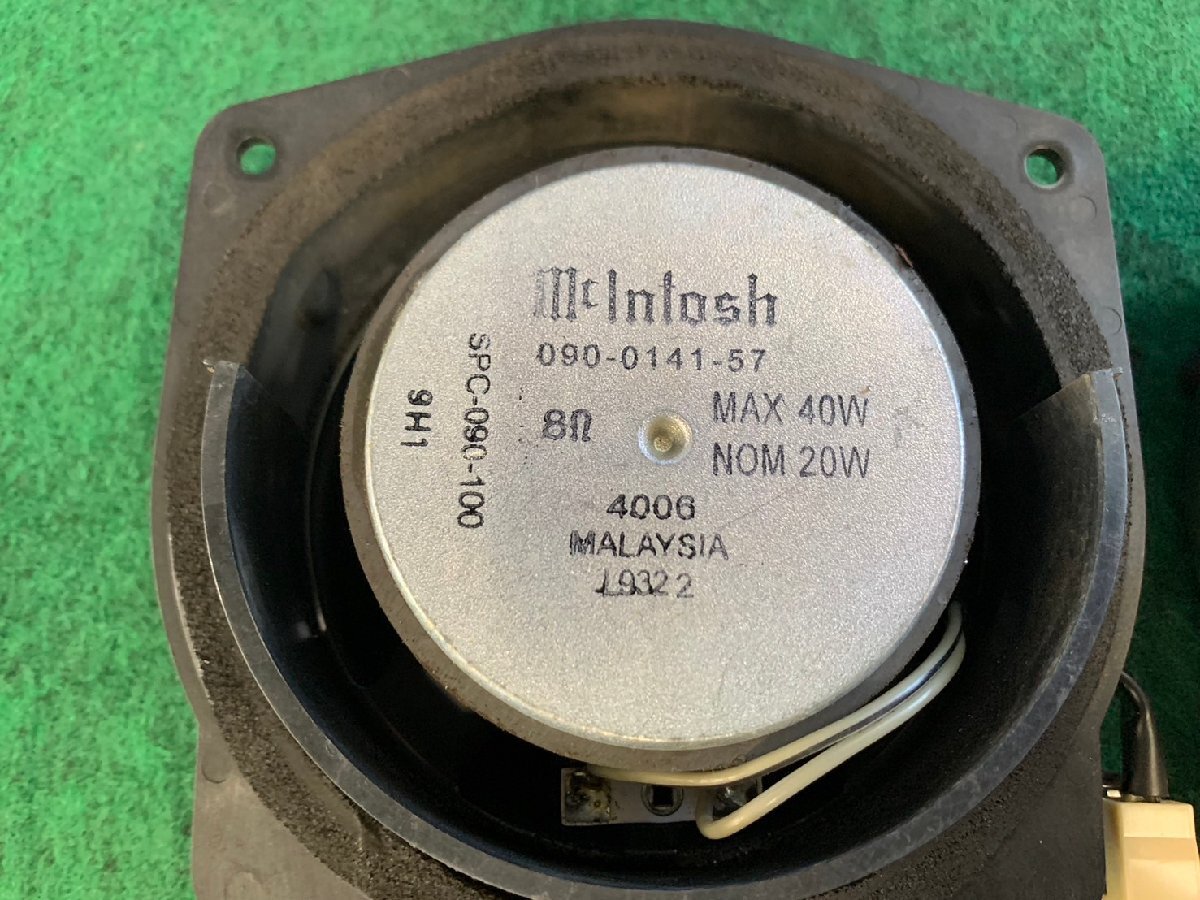 McIntosh
090-0141-57
8Ω
MAX 40W
NOM 20W
4006
MALAYSIA
L9322
SPC-090-100
9H1